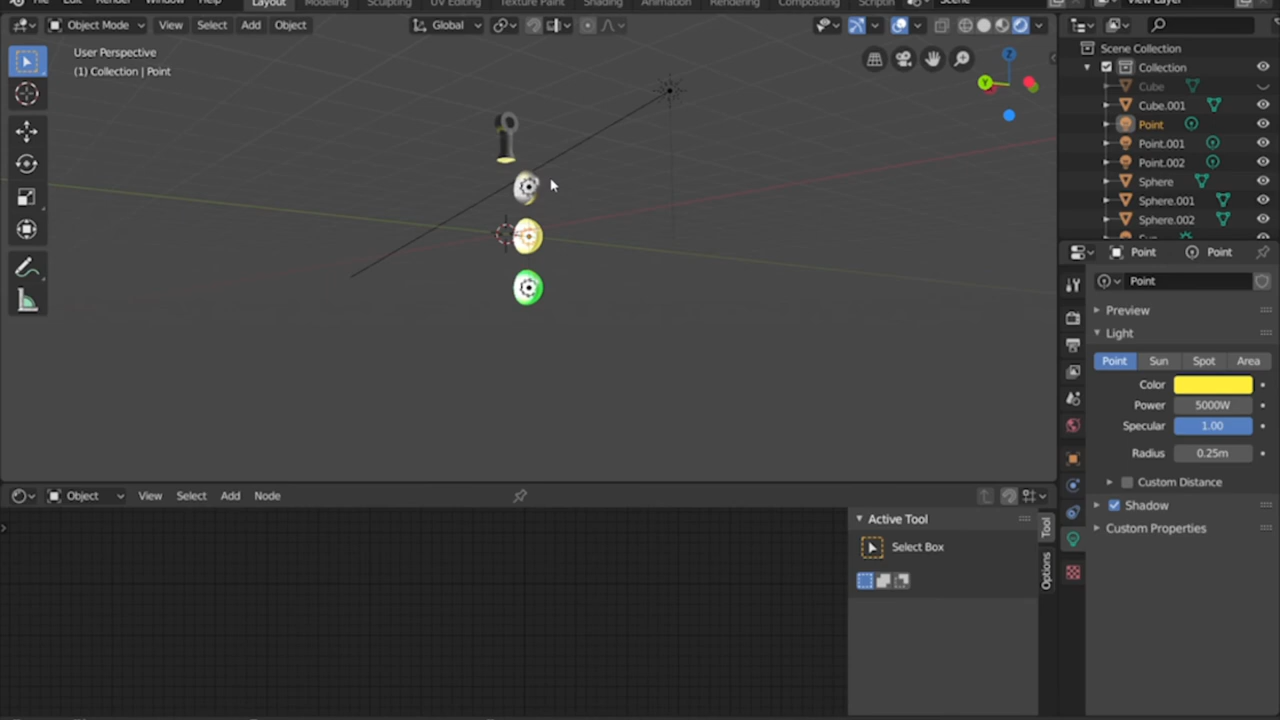 Edit Render Window Help Layout Modeling Sculpting UV Editing Texture Paint Shading Animation Rendering Compositing Scriptin Scene View Layer
Object Mode View Select Add Object Global
User Perspective
(1) Collection | Point
Scene Collection
Collection
Cube
Cube.001
Point
Point.001
Point.002
Sphere
Sphere.001
Sphere.002
Point Point
Point
Preview
Light
Point Sun Spot Area
Color
Power 5000W
Specular 1.00
Radius 0.25m
Custom Distance
Shadow
Custom Properties
Object View Select Add Node
Active Tool
Select Box
Tool
Options
X
Y
Z